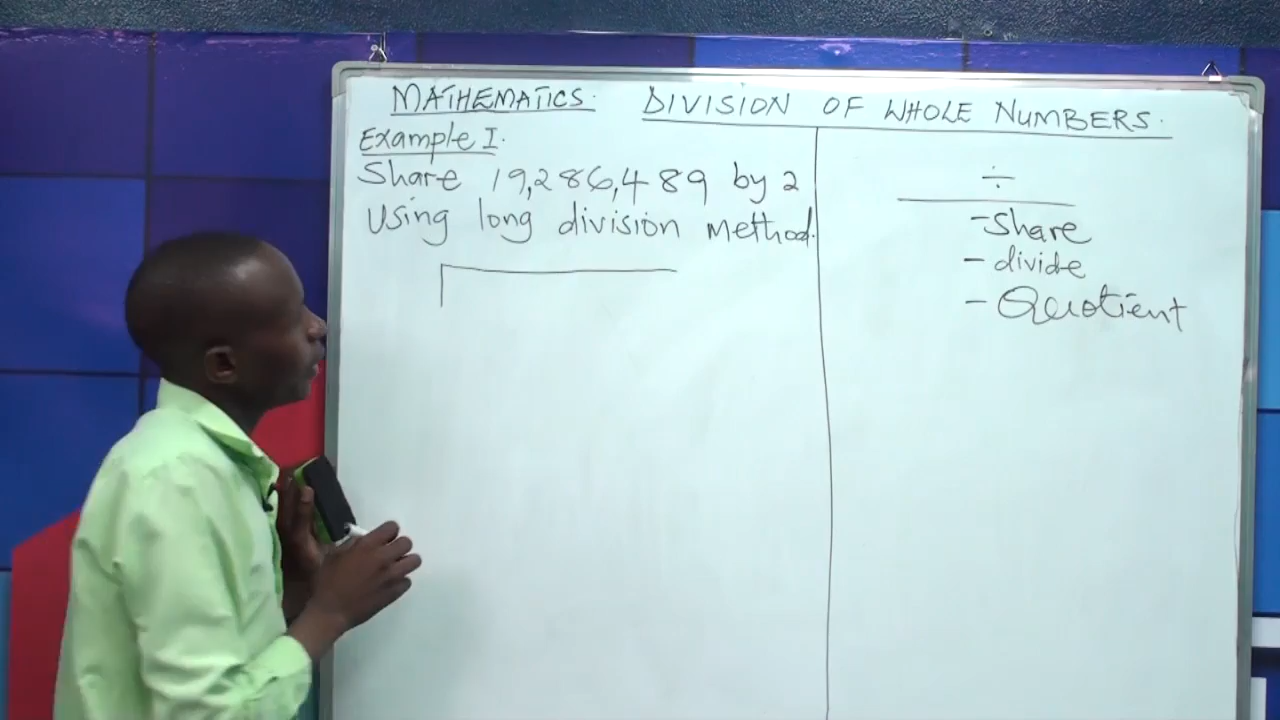 MATHEMATICS. DIVISION OF WHOLE NUMBERS.
Example I.
Share 19,286,489 by 2
Using long division method.
÷
- Share
- divide
- Quotient